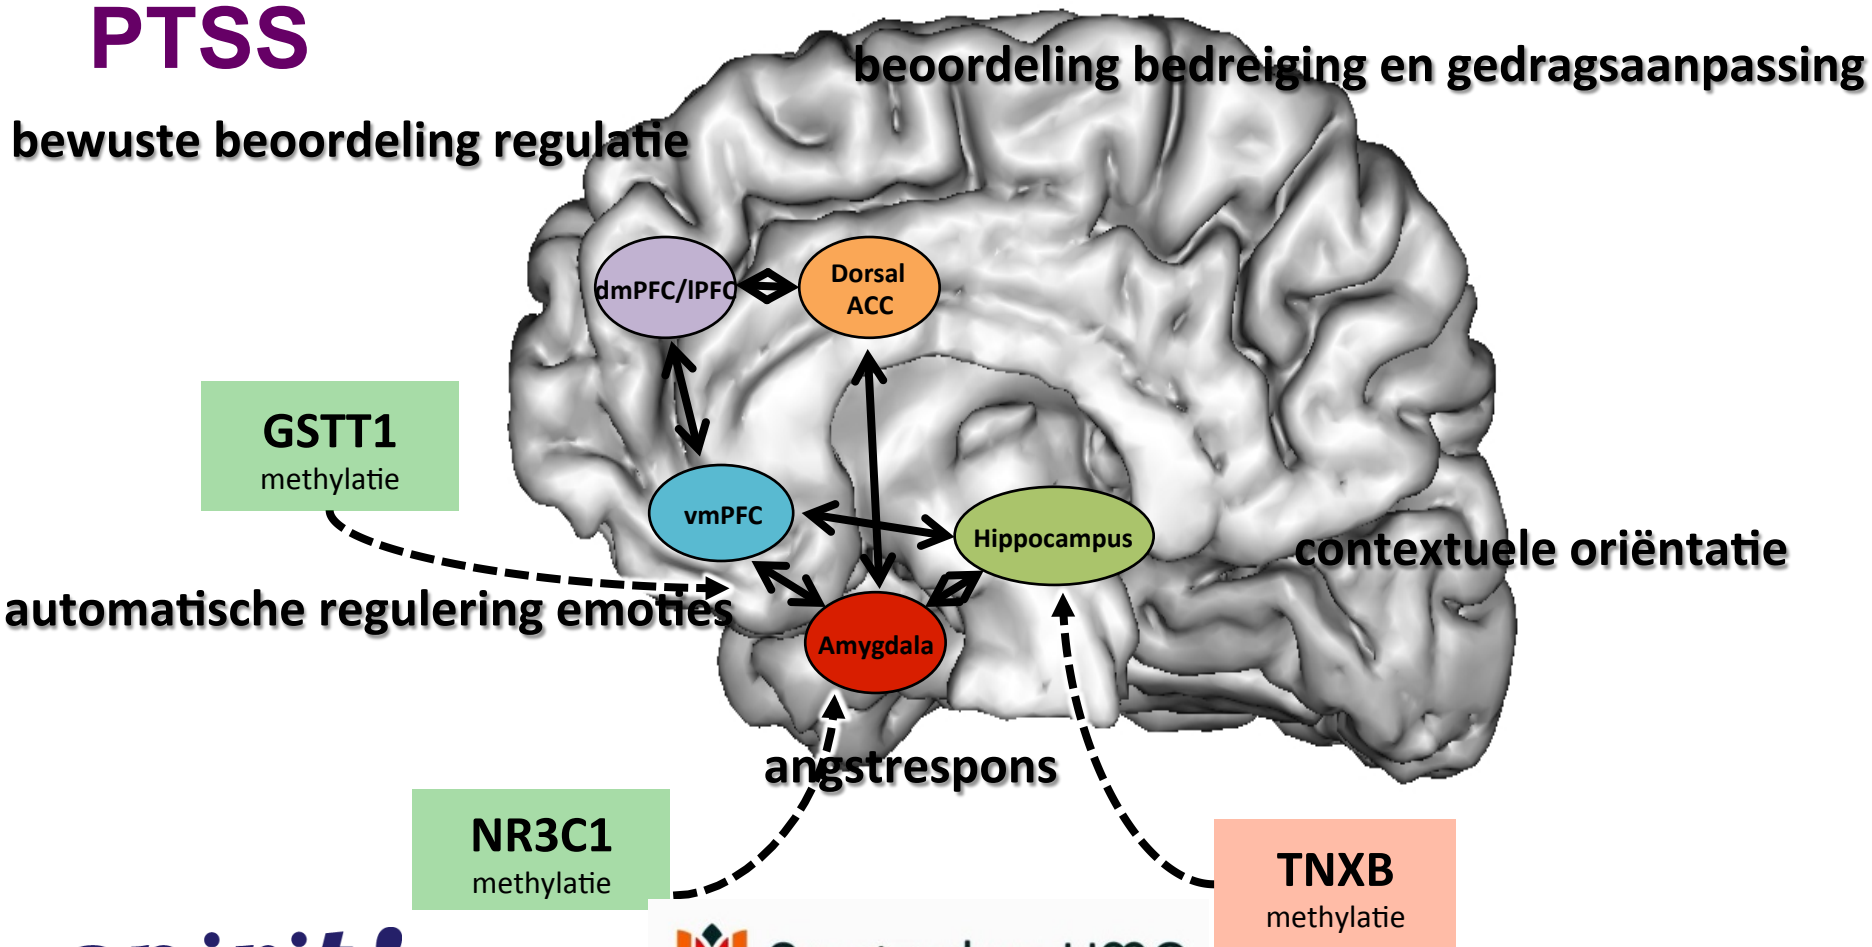 PTSS
beoordeling bedreiging en gedragsaanpassing
bewuste beoordeling regulatie
dmPFC/lPFC
Dorsal
ACC
GSTT1
methylatie
vmPFC
Hippocampus
contextuele oriëntatie
automatische regulering emoties
Amygdala
angstrespons
NR3C1
methylatie
TNXB
methylatie